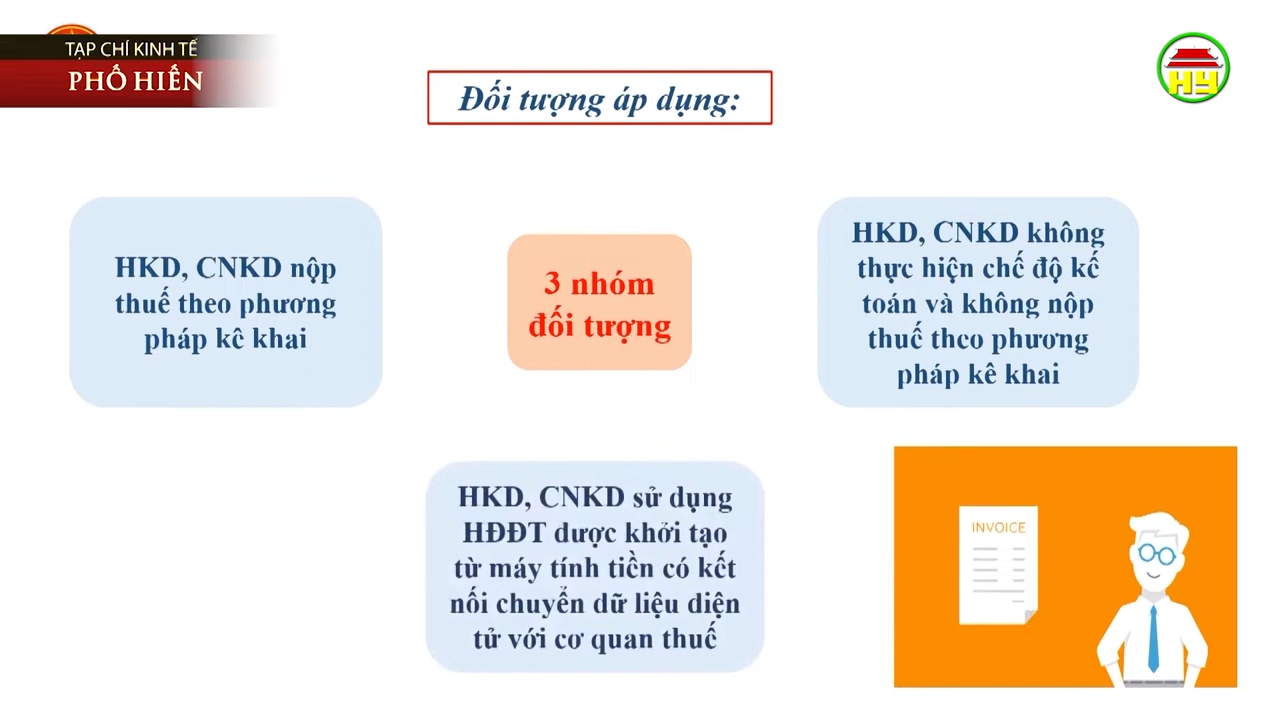 TẠP CHÍ KINH TẾ
PHỐ HIẾN
HY
Đối tượng áp dụng:
HKD, CNKD nộp
thuế theo phương
pháp kê khai
3 nhóm
đối tượng
HKD, CNKD không
thực hiện chế độ kế
toán và không nộp
thuế theo phương
pháp kê khai
HKD, CNKD sử dụng
HĐĐT được khởi tạo
từ máy tính tiền có kết
nối chuyển dữ liệu điện
tử với cơ quan thuế
INVOICE